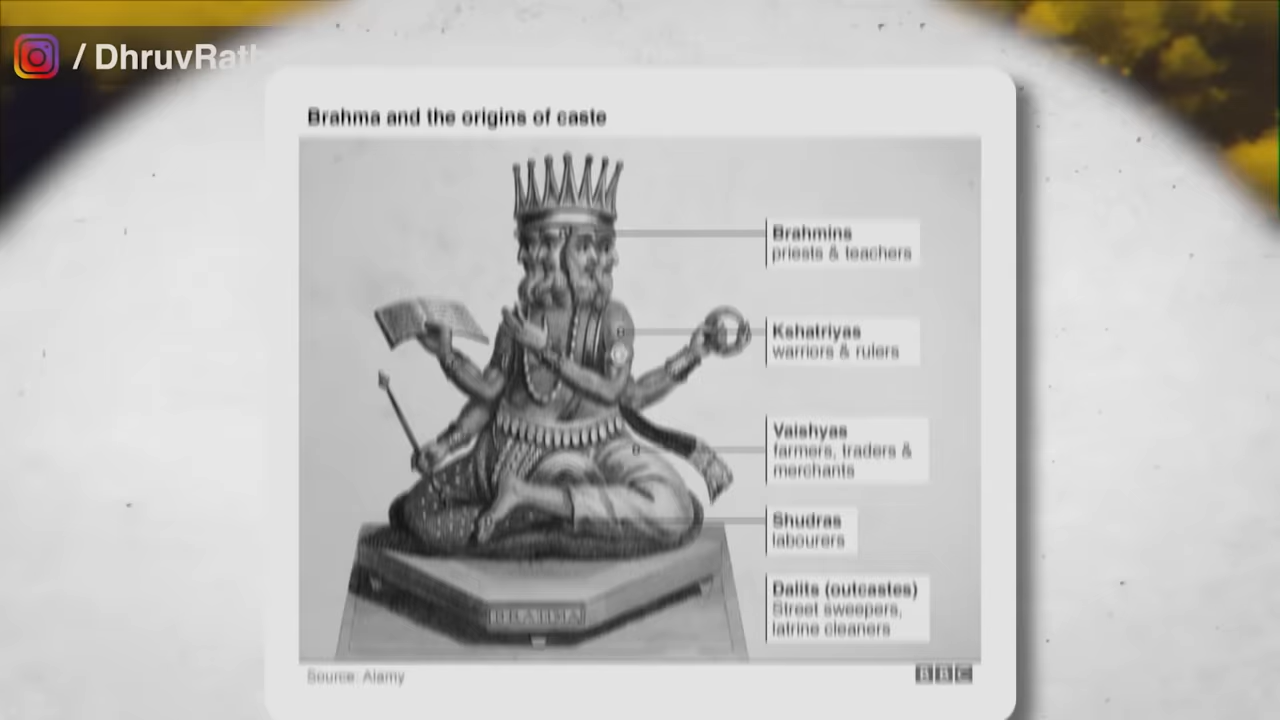 / DhruvRath
Brahma and the origins of caste
Brahmins
priests & teachers
Kshatriyas
warriors & rulers
Vaishyas
farmers, traders &
merchants
Shudras
labourers
Dalits (outcastes)
Street sweepers,
latrine cleaners
BRAHMA
Source: Alamy
BBC